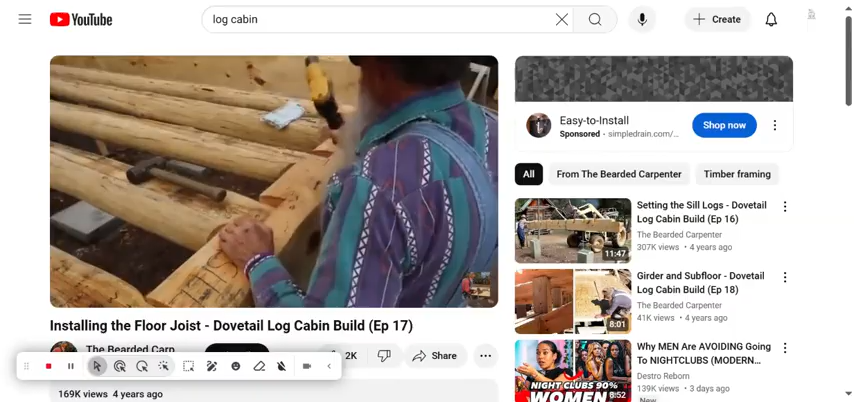 YouTube
log cabin
Create
Easy-to-Install
Sponsored • simpledrain.com/...
Shop now
All
From The Bearded Carpenter
Timber framing
Setting the Sill Logs - Dovetail
Log Cabin Build (Ep 16)
The Bearded Carpenter
307K views • 4 years ago
11:47
Girder and Subfloor - Dovetail
Log Cabin Build (Ep 18)
The Bearded Carpenter
41K views • 4 years ago
8:01
Installing the Floor Joist - Dovetail Log Cabin Build (Ep 17)
The Bearded Carp
2K
Share
169K views 4 years ago
Why MEN Are AVOIDING Going
To NIGHTCLUBS (MODERN...
Destro Reborn
139K views • 3 days ago
New
NIGHT CLUBS 90%
WOMEN
8:52